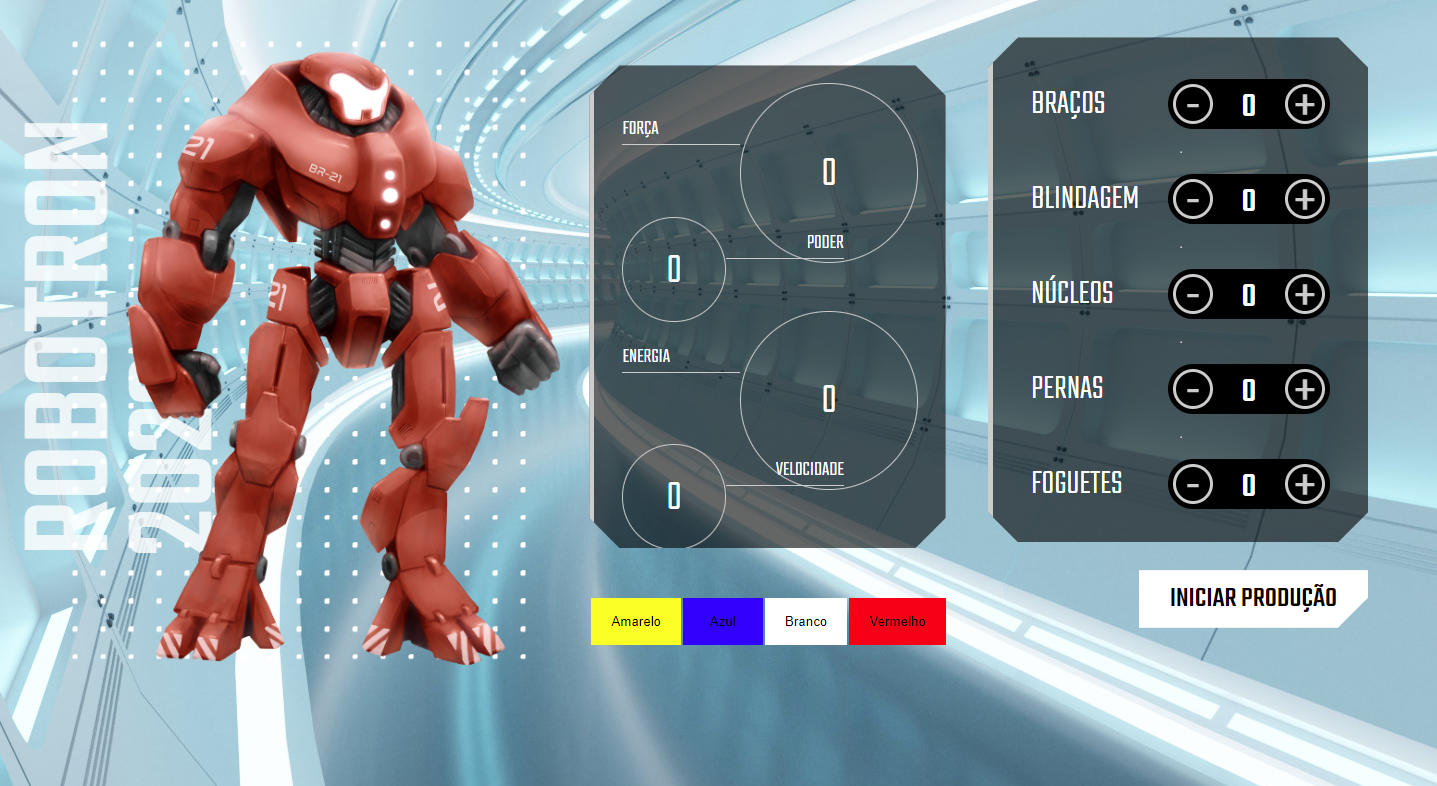 ROBOTRON
21
BR-21
21
21
FORÇA
0
PODER
0
ENERGIA
0
VELOCIDADE
0
Amarelo
Azul
Branco
Vermelho
BRAÇOS
- 0 +
BLINDAGEM
- 0 +
NÚCLEOS
- 0 +
PERNAS
- 0 +
FOGUETES
- 0 +
INICIAR PRODUÇÃO